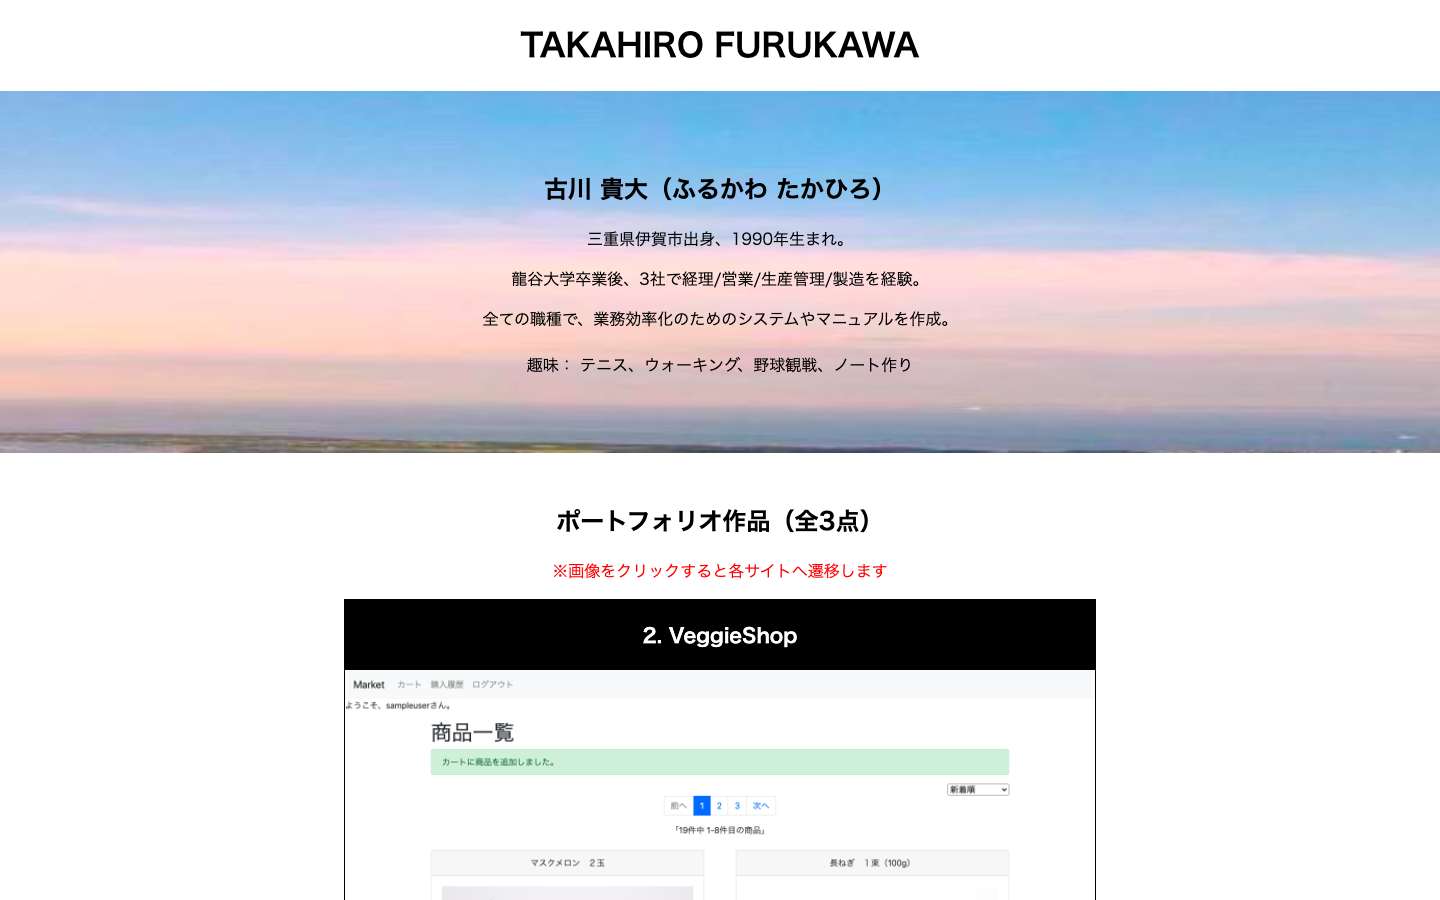 TAKAHIRO FURUKAWA
古川 貴大（ふるかわ たかひろ）
三重県伊賀市出身、1990年生まれ。
龍谷大学卒業後、3社で経理/営業/生産管理/製造を経験。
全ての職種で、業務効率化のためのシステムやマニュアルを作成。
趣味： テニス、ウォーキング、野球観戦、ノート作り
ポートフォリオ作品（全3点）
※画像をクリックすると各サイトへ遷移します
2. VeggieShop
Market カート 購入履歴 ログアウト
ようこそ、sampleuserさん。
商品一覧
カートに商品を追加しました。
新着順
前へ 1 2 3 次へ
「19件中 1-8件目の商品」
マスクメロン　２玉
長ねぎ　１束（100g）